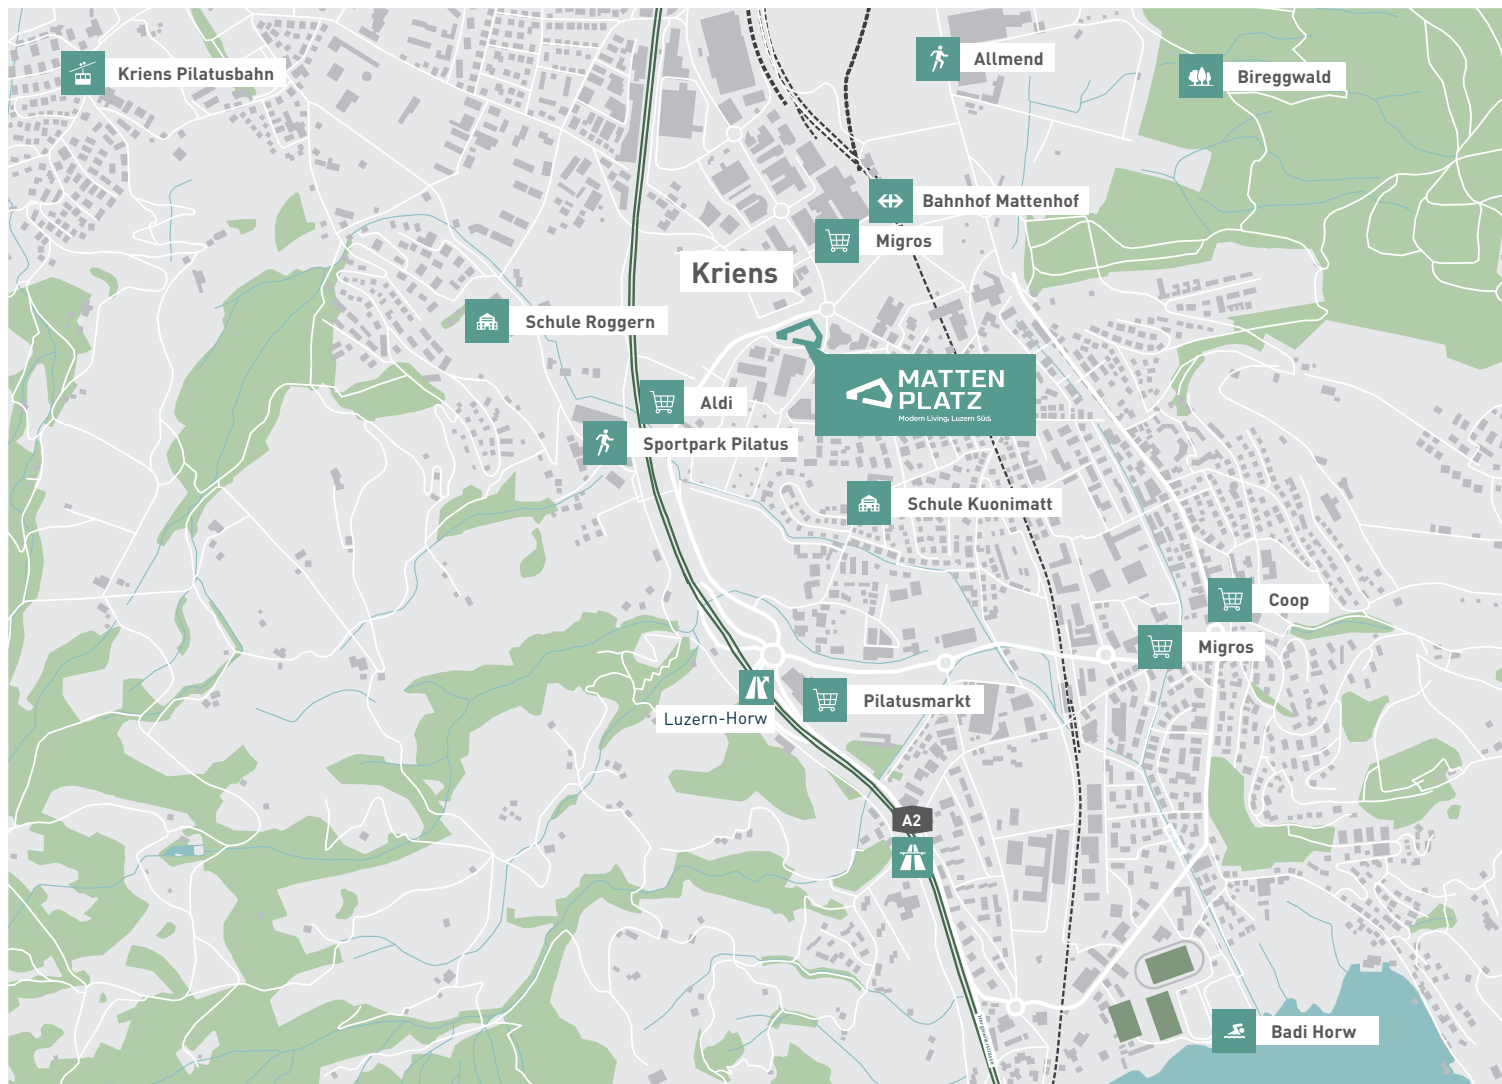 Kriens Pilatusbahn
Allmend
Bireggwald
Bahnhof Mattenhof
Migros
Kriens
Schule Roggern
MATTEN
PLATZ
Modern Living. Luzern Süd.
Aldi
Sportpark Pilatus
Schule Kuonimatt
Coop
Migros
Pilatusmarkt
Luzern-Horw
A2
Badi Horw